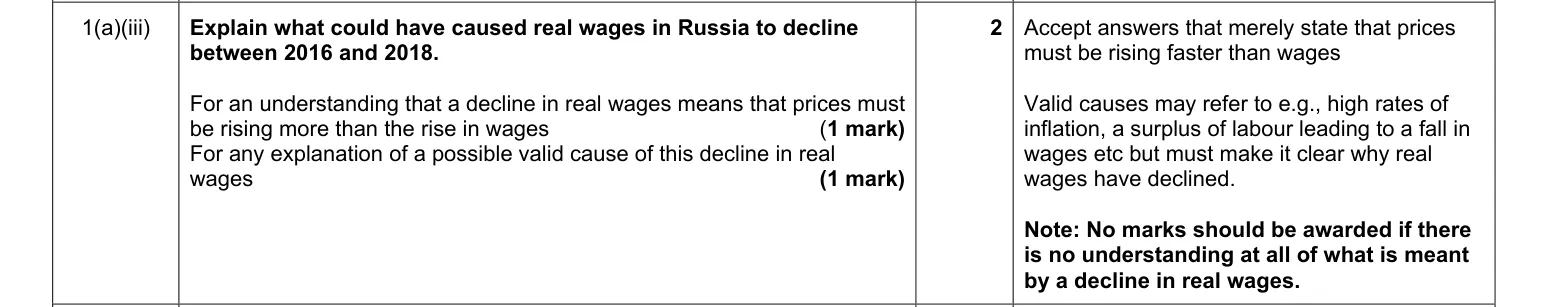 1(a)(iii)
Explain what could have caused real wages in Russia to decline
between 2016 and 2018.
For an understanding that a decline in real wages means that prices must
be rising more than the rise in wages (1 mark)
For any explanation of a possible valid cause of this decline in real
wages (1 mark)
2
Accept answers that merely state that prices
must be rising faster than wages
Valid causes may refer to e.g., high rates of
inflation, a surplus of labour leading to a fall in
wages etc but must make it clear why real
wages have declined.
Note: No marks should be awarded if there
is no understanding at all of what is meant
by a decline in real wages.